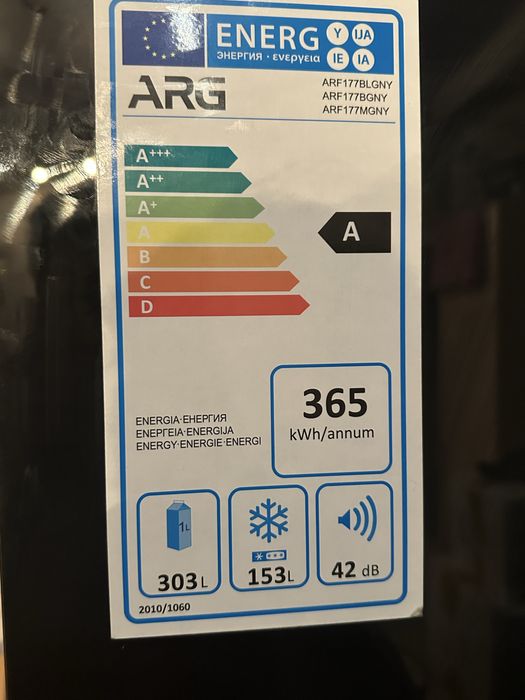 ENERG
ЭНЕРГИЯ · ενεργεια
Y IJA
IE IA
ARG
ARF177BLGNY
ARF177BGNY
ARF177MGNY
A+++
A++
A+
A
B
C
D
A
365
kWh/annum
ENERGIA·ЕНЕРГИЯ
ΕΝΕΡΓΕΙΑ·ENERGIJA
ENERGY·ENERGIE·ENERGI
1L
303L
153L
42 dB
2010/1060